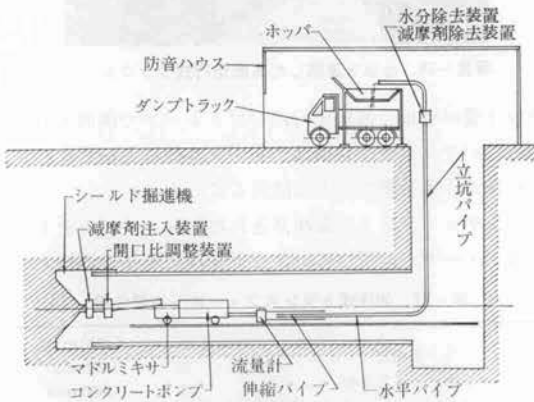 水分除去装置
減摩剤除去装置
ホッパ
防音ハウス
ダンプトラック
立坑パイプ
シールド掘進機
減摩剤注入装置
開口比調整装置
マドルミキサ
流量計
コンクリートポンプ
伸縮パイプ
水平パイプ